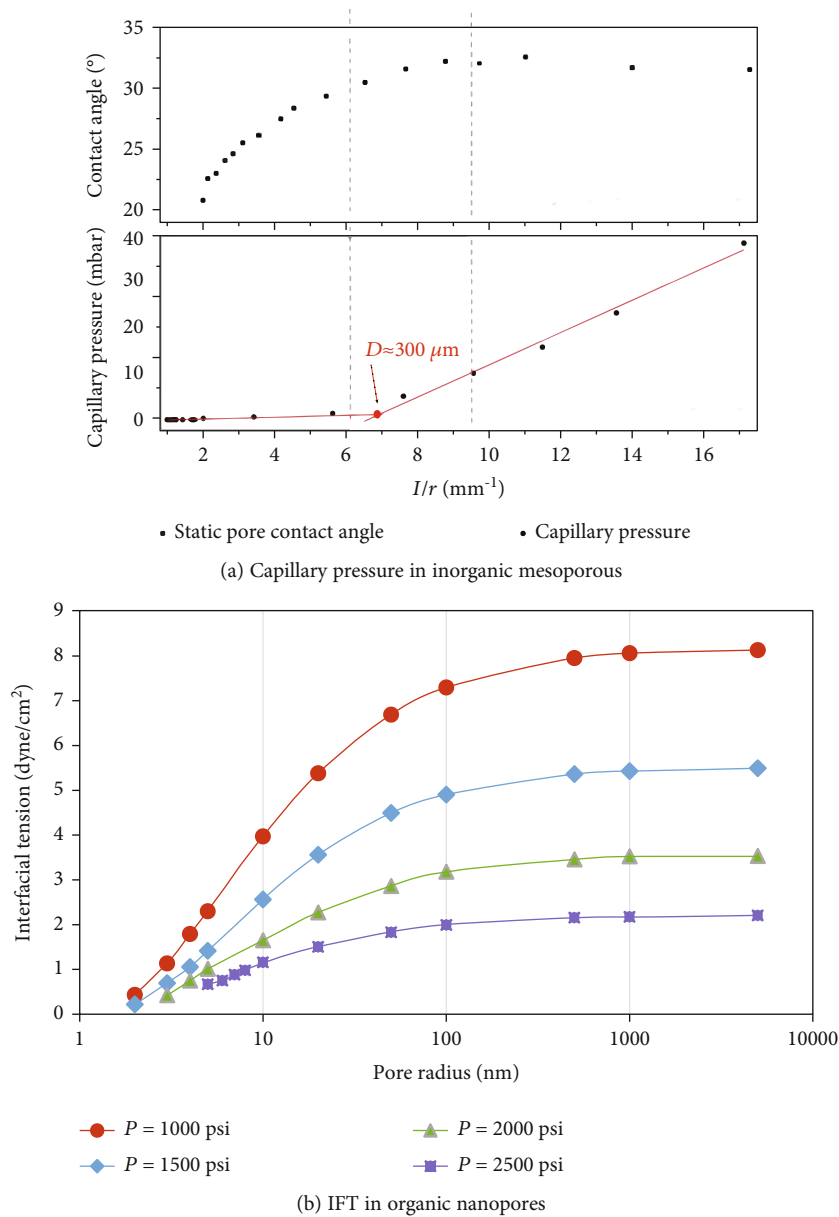 35
30
25
20
Contact angle (°)
40
30
20
10
0
Capillary pressure (mbar)
D≈300 μm
2 4 6 8 10 12 14 16
I/r (mm⁻¹)
Static pore contact angle
Capillary pressure
(a) Capillary pressure in inorganic mesoporous
9
8
7
6
5
4
3
2
1
0
Interfacial tension (dyne/cm²)
1 10 100 1000 10000
Pore radius (nm)
P = 1000 psi
P = 2000 psi
P = 1500 psi
P = 2500 psi
(b) IFT in organic nanopores